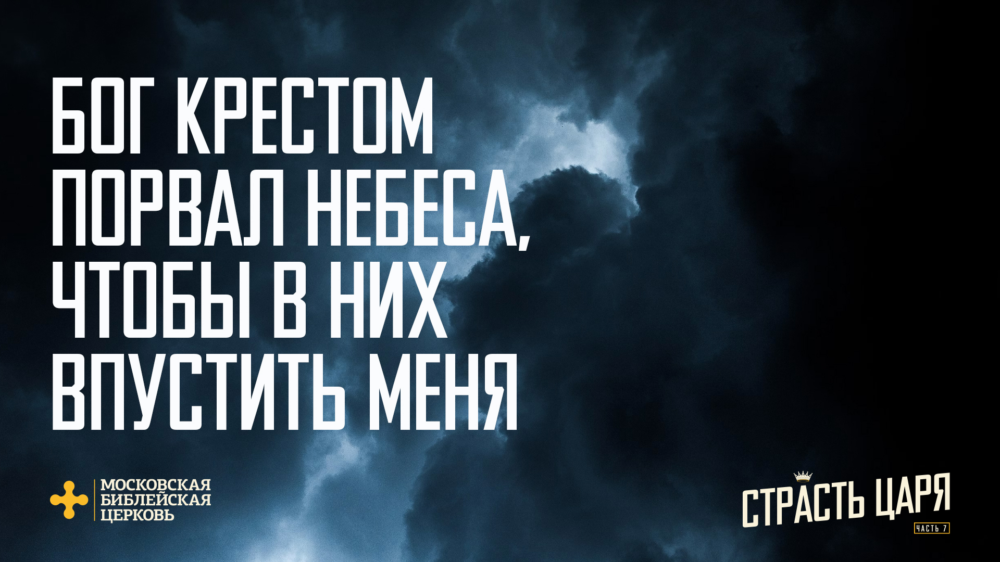 БОГ КРЕСТОМ
ПОРВАЛ НЕБЕСА,
ЧТОБЫ В НИХ
ВПУСТИТЬ МЕНЯ
МОСКОВСКАЯ
БИБЛЕЙСКАЯ
ЦЕРКОВЬ
СТРАСТЬ ЦАРЯ
ЧАСТЬ 7